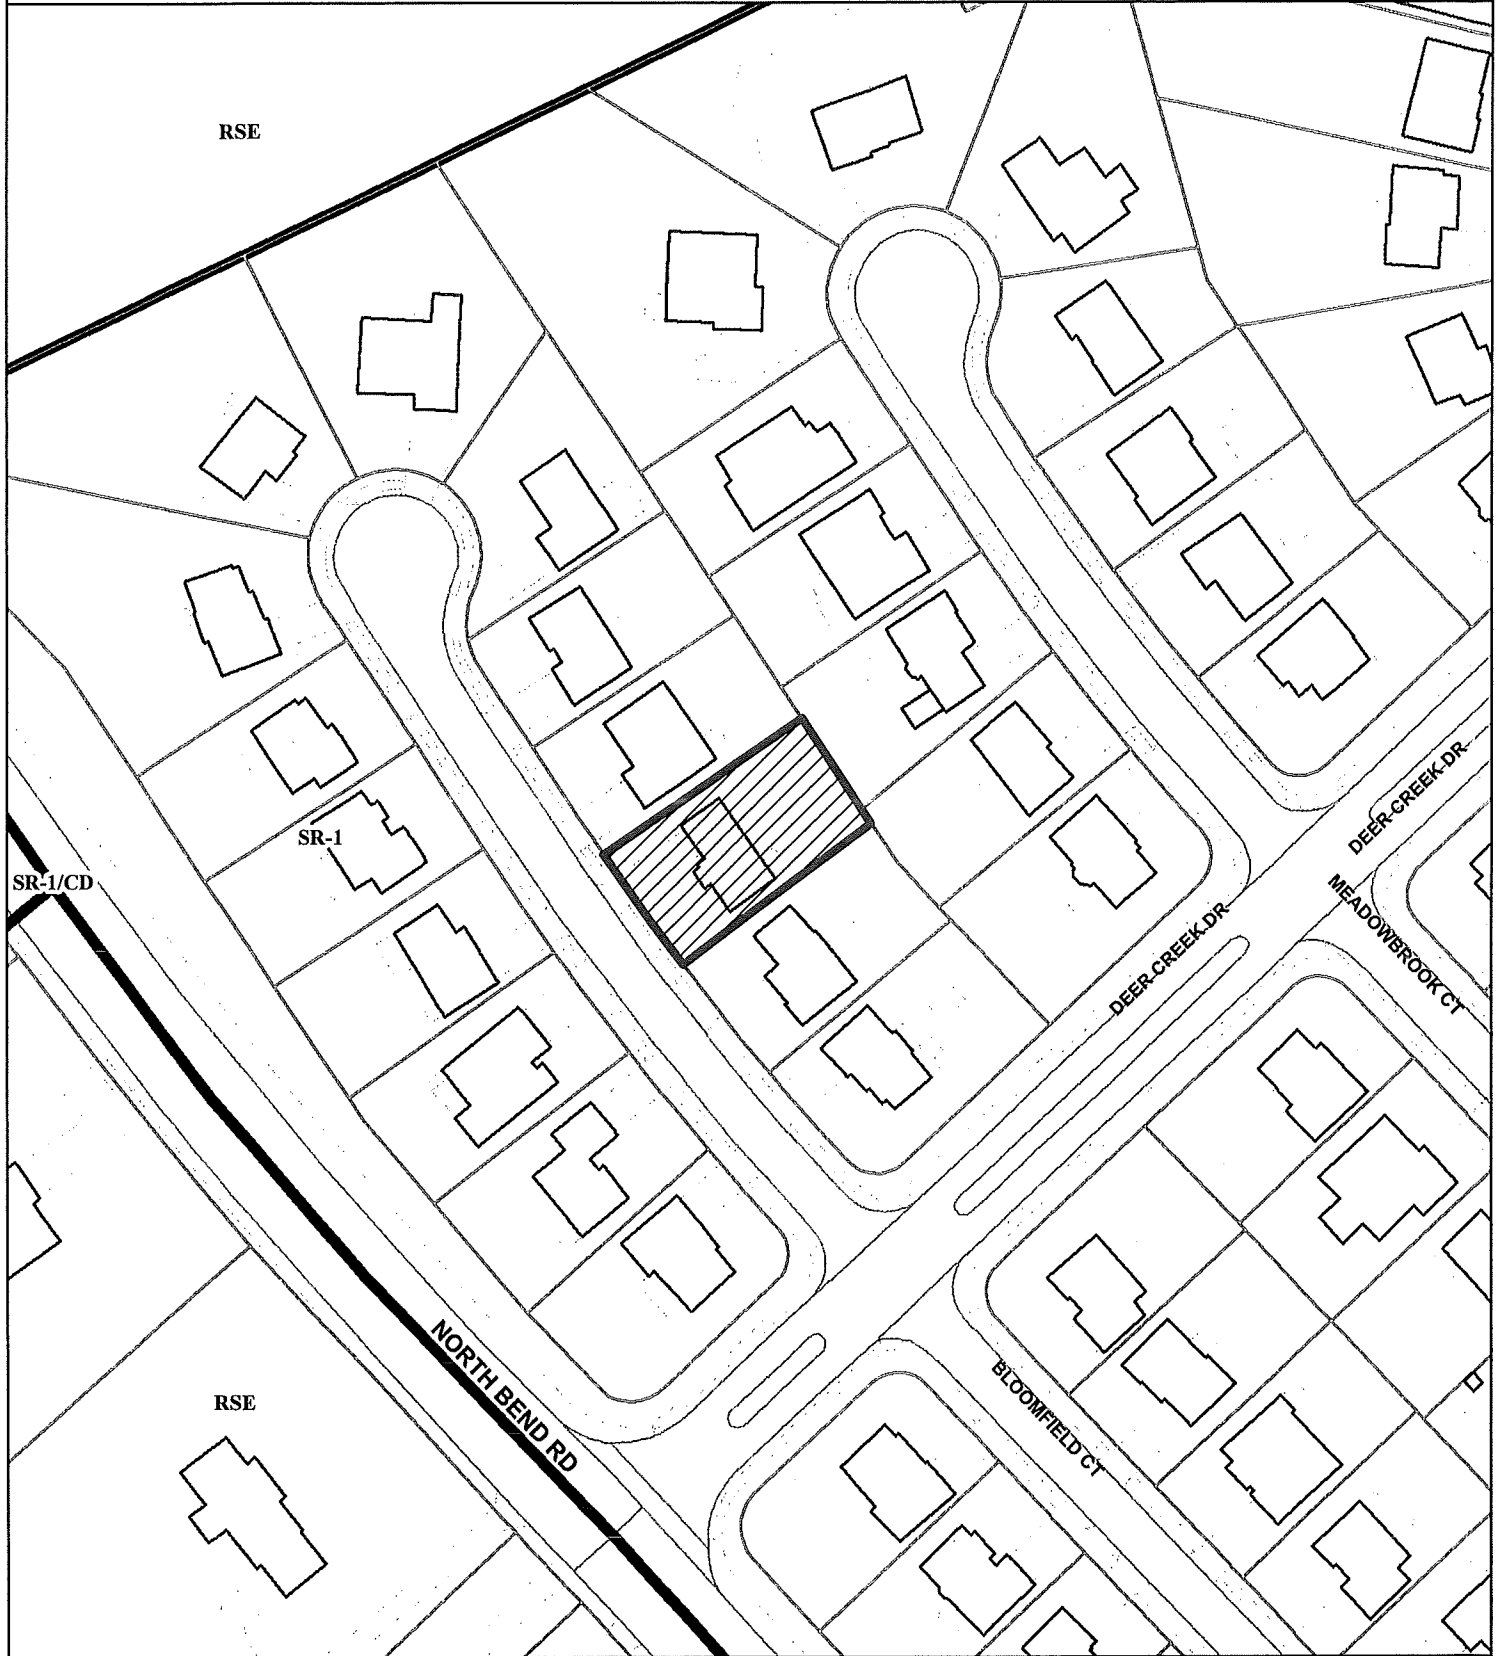 RSE
DEER CREEK DR
SR-1
SR-1/CD
MEADOWBROOK CT
DEER CREEK DR
NORTH BEND RD
BLOOMFIELD CT
RSE